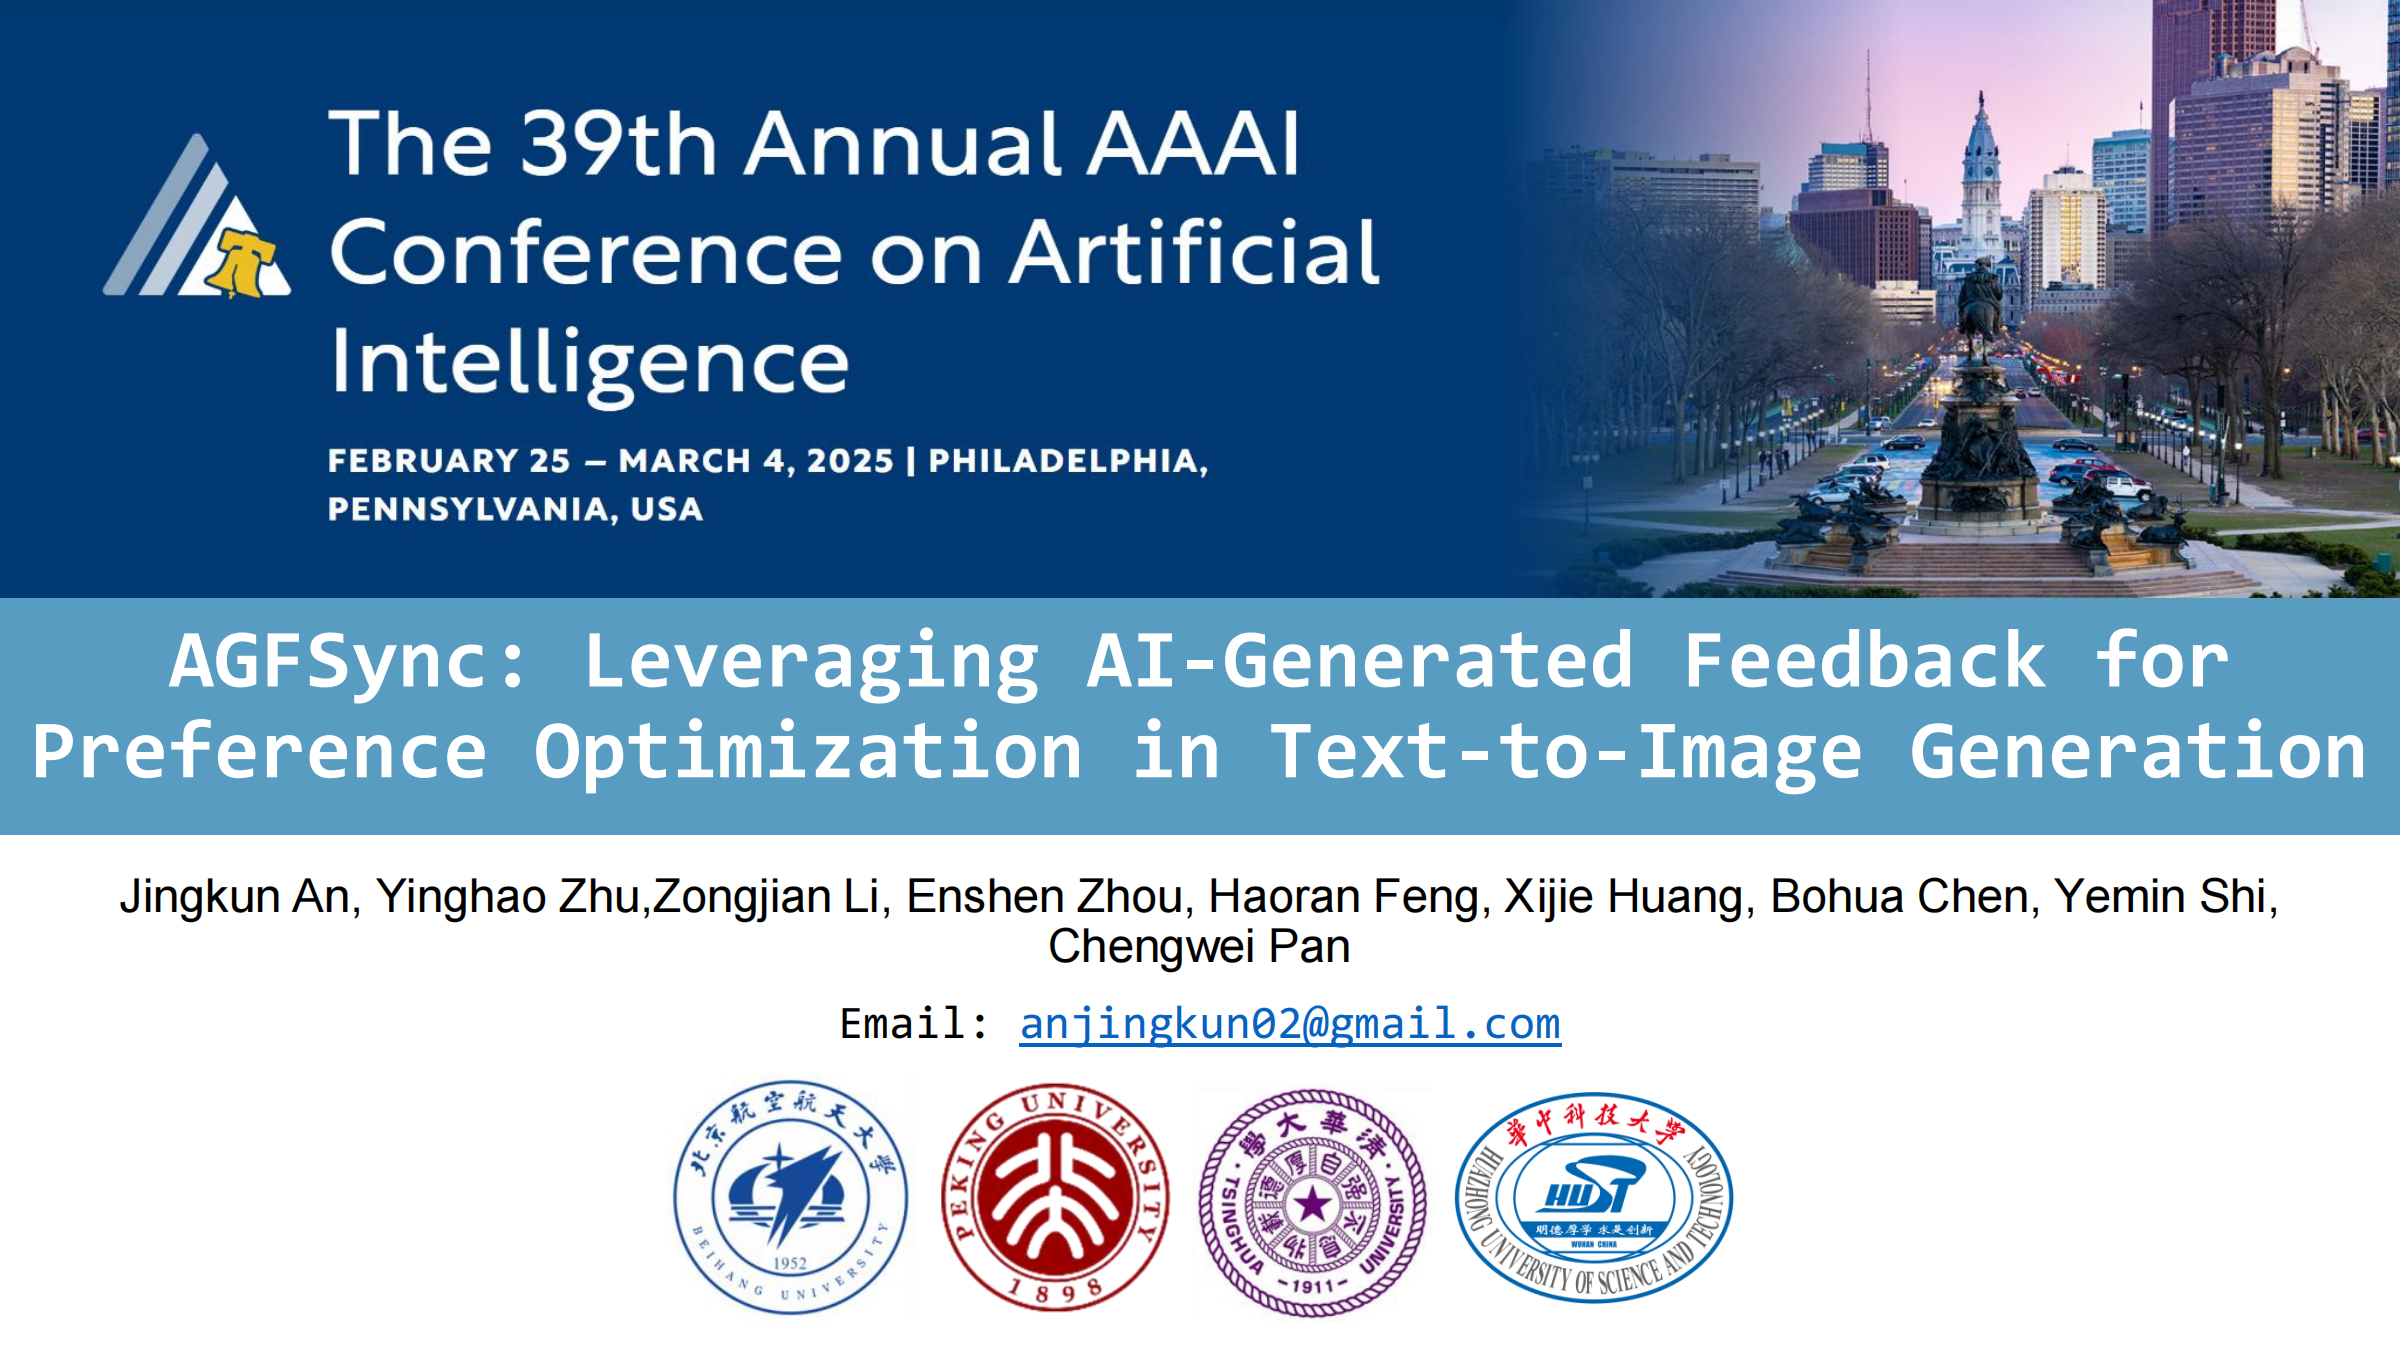 The 39th Annual AAAI
Conference on Artificial
Intelligence
FEBRUARY 25 – MARCH 4, 2025 | PHILADELPHIA,
PENNSYLVANIA, USA
AGFSync: Leveraging AI-Generated Feedback for
Preference Optimization in Text-to-Image Generation
Jingkun An, Yinghao Zhu,Zongjian Li, Enshen Zhou, Haoran Feng, Xijie Huang, Bohua Chen, Yemin Shi,
Chengwei Pan
Email: anjingkun02@gmail.com
北京航空航天大学
1952
BEIHANG UNIVERSITY
PEKING UNIVERSITY
1898
學大華清
自强不息
厚德載物
TSINGHUA UNIVERSITY
-1911-
華中科技大学
HUST
明德厚学 求是创新
WUHAN CHINA
HUAZHONG UNIVERSITY OF SCIENCE AND TECHNOLOGY